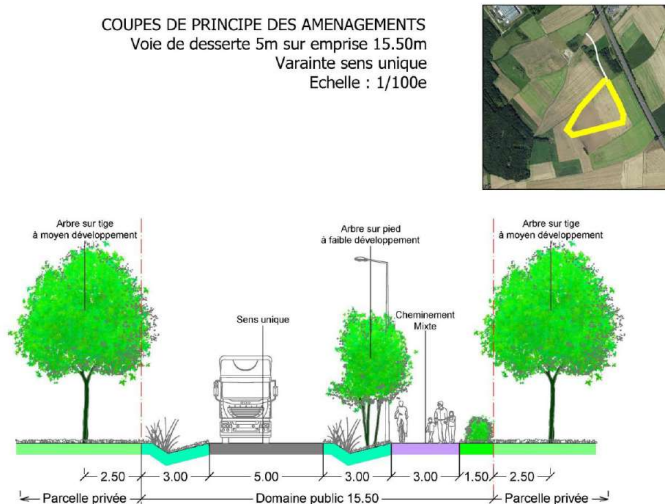 COUPES DE PRINCIPE DES AMENAGEMENTS
Voie de desserte 5m sur emprise 15.50m
Varainte sens unique
Echelle : 1/100e
Arbre sur tige
à moyen développement
Sens unique
Arbre sur pied
à faible développement
Cheminement
Mixte
Arbre sur tige
à moyen développement
2.50 3.00 5.00 3.00 3.00 1.50 2.50
Parcelle privée Domaine public 15.50 Parcelle privée